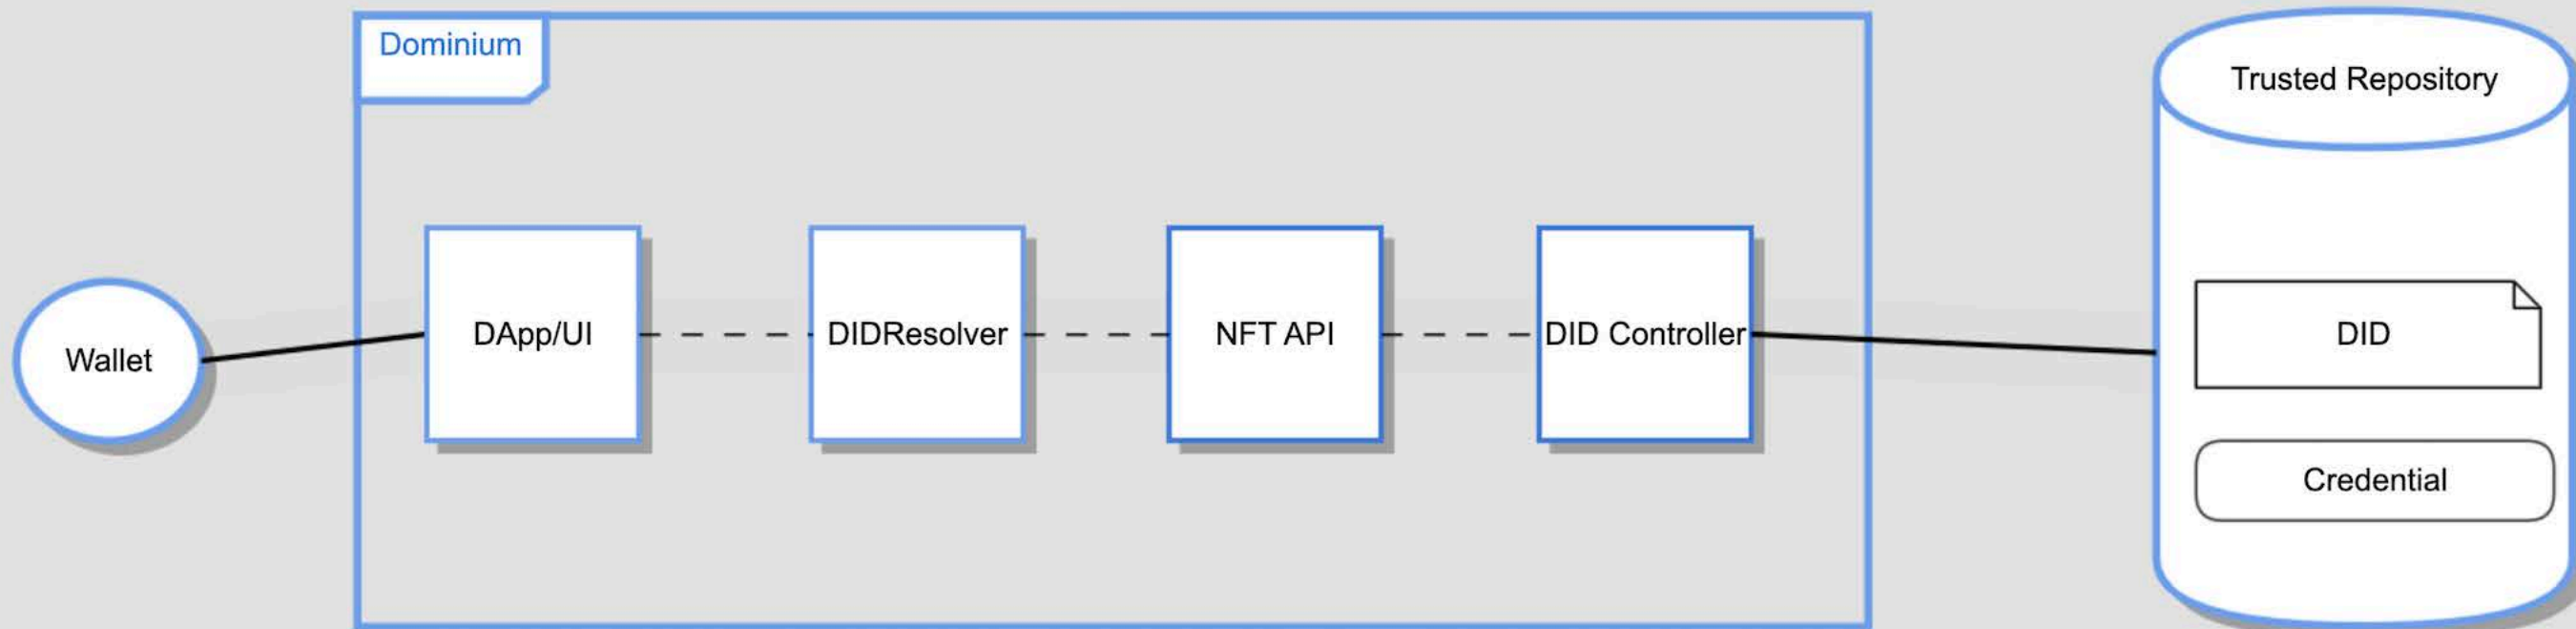 Dominium
Trusted Repository
Wallet
DApp/UI
DIDResolver
NFT API
DID Controller
DID
Credential